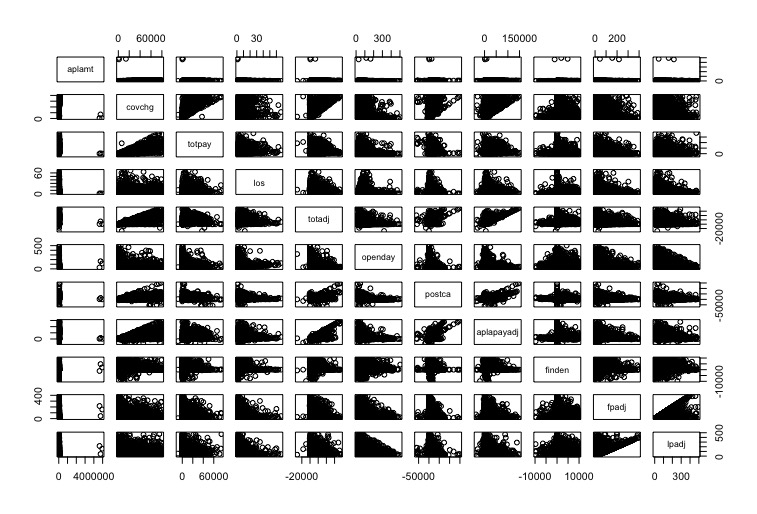 0 60000 0 30 0 300 0 150000 0 200
aplamt 0
0 covchg
totpay 0
0 60 los
totadj -20000
0 500 openday
postca -50000
0 aplapayadj
finden -10000
0 400 fpadj
lpadj 0 500
0 4000000 0 60000 -20000 -50000 -10000 10000 0 300